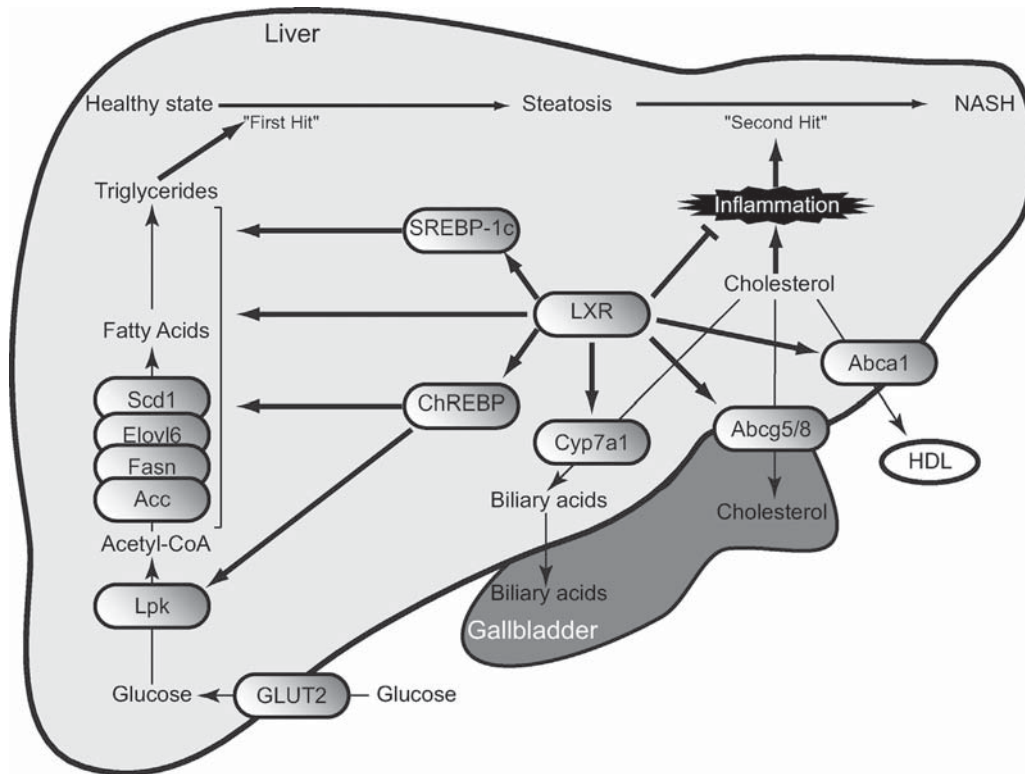 Liver
Healthy state
Steatosis
NASH
"First Hit"
"Second Hit"
Triglycerides
Inflammation
SREBP-1c
Cholesterol
LXR
Fatty Acids
Abca1
Scd1
ChREBP
Elovl6
Cyp7a1
Abcg5/8
Fasn
HDL
Acc
Biliary acids
Cholesterol
Acetyl-CoA
Lpk
Biliary acids
Gallbladder
Glucose
GLUT2
Glucose